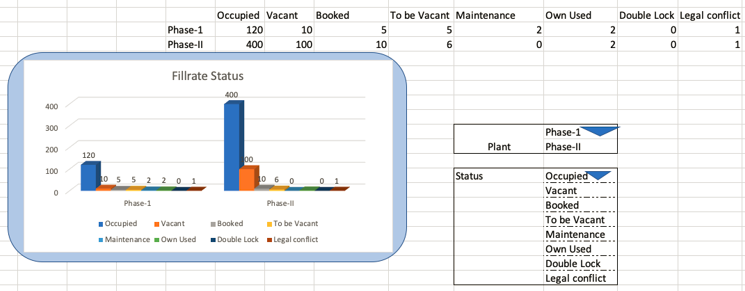 Occupied Vacant Booked To be Vacant Maintenance Own Used Double Lock Legal conflict
Phase-1 120 10 5 5 2 2 0 1
Phase-II 400 100 10 6 0 2 0 1
Fillrate Status
400
300
200
100
0
120 10 5 5 2 2 0 1
400 00 10 6 0 0 1
Phase-1 Phase-II
Occupied Vacant Booked To be Vacant
Maintenance Own Used Double Lock Legal conflict
Phase-1
Plant Phase-II
Status Occupied
Vacant
Booked
To be Vacant
Maintenance
Own Used
Double Lock
Legal conflict